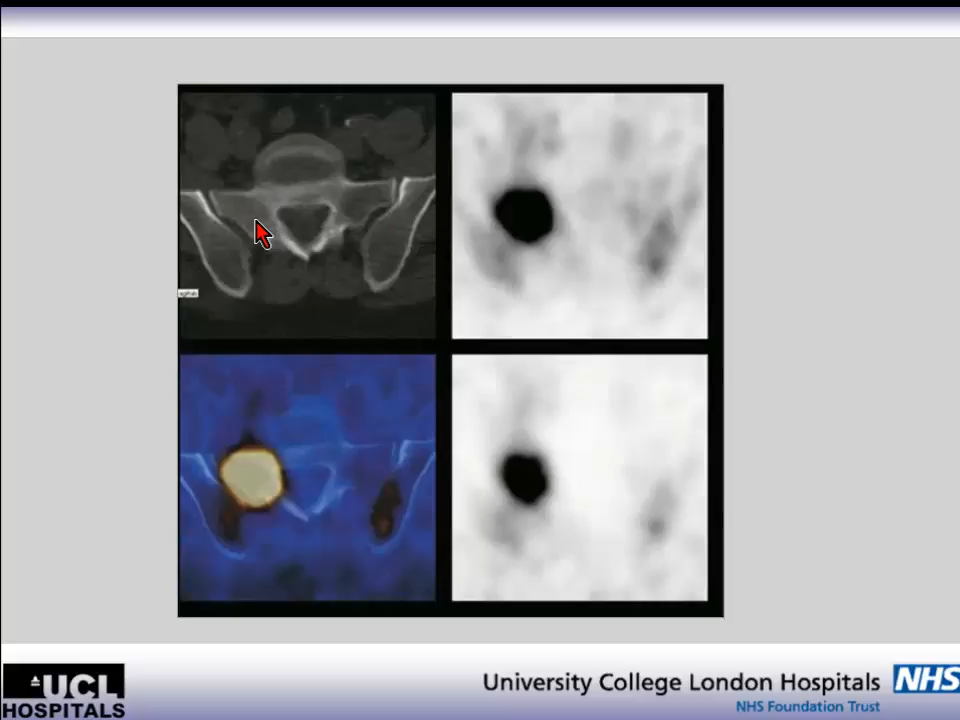 UCL
HOSPITALS
University College London Hospitals
NHS
NHS Foundation Trust